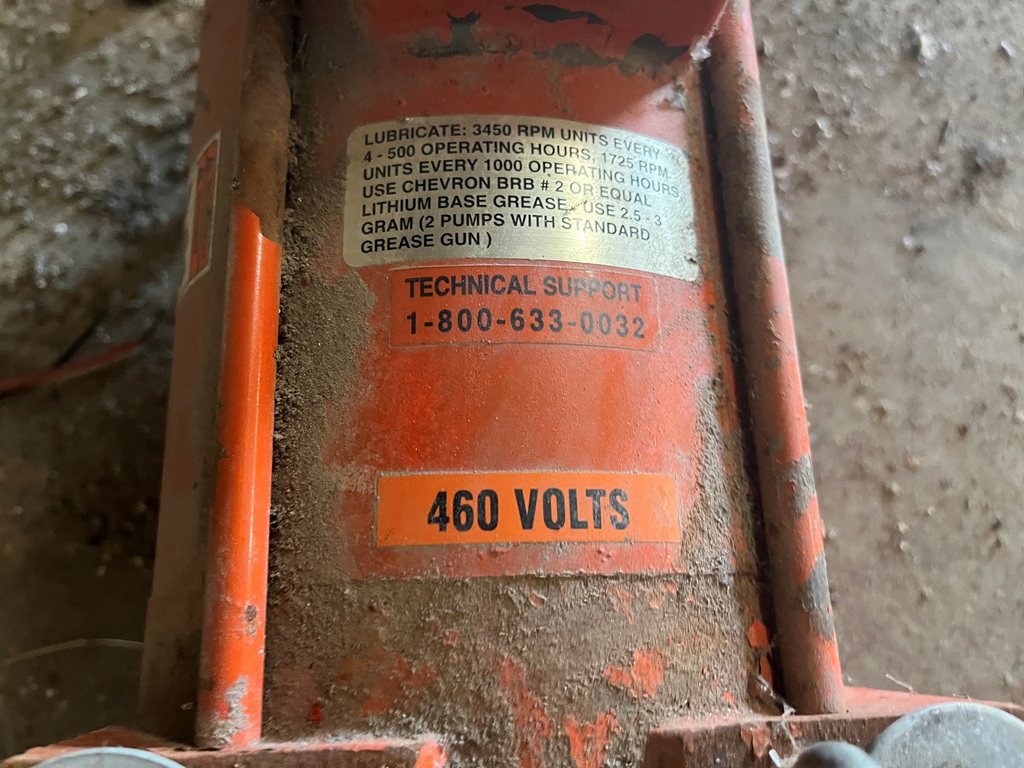 LUBRICATE: 3450 RPM UNITS EVERY
4 - 500 OPERATING HOURS, 1725 RPM
UNITS EVERY 1000 OPERATING HOURS
USE CHEVRON BRB # 2 OR EQUAL
LITHIUM BASE GREASE. USE 2.5 - 3
GRAM (2 PUMPS WITH STANDARD
GREASE GUN )
TECHNICAL SUPPORT
1-800-633-0032
460 VOLTS